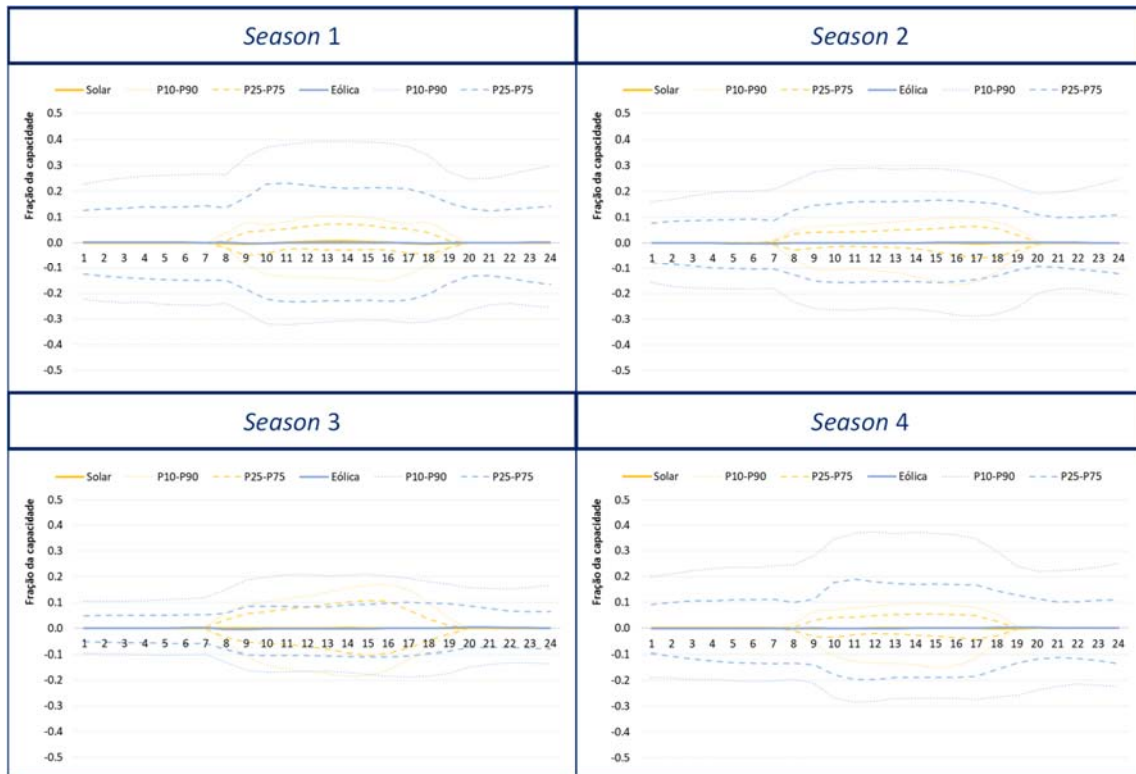 Season 1
Season 2
Solar P10-P90 P25-P75 Eólica P10-P90 P25-P75
Solar P10-P90 P25-P75 Eólica P10-P90 P25-P75
Fração da capacidade
0.5
0.4
0.3
0.2
0.1
0.0
-0.1
-0.2
-0.3
-0.4
-0.5
1 2 3 4 5 6 7 8 9 10 11 12 13 14 15 16 17 18 19 20 21 22 23 24
Fração da capacidade
0.5
0.4
0.3
0.2
0.1
0.0
-0.1
-0.2
-0.3
-0.4
-0.5
1 2 3 4 5 6 7 8 9 10 11 12 13 14 15 16 17 18 19 20 21 22 23 24
Season 3
Season 4
Solar P10-P90 P25-P75 Eólica P10-P90 P25-P75
Solar P10-P90 P25-P75 Eólica P10-P90 P25-P75
Fração da capacidade
0.5
0.4
0.3
0.2
0.1
0.0
-0.1
-0.2
-0.3
-0.4
-0.5
1 2 3 4 5 6 7 8 9 10 11 12 13 14 15 16 17 18 19 20 21 22 23 24
Fração da capacidade
0.5
0.4
0.3
0.2
0.1
0.0
-0.1
-0.2
-0.3
-0.4
-0.5
1 2 3 4 5 6 7 8 9 10 11 12 13 14 15 16 17 18 19 20 21 22 23 24